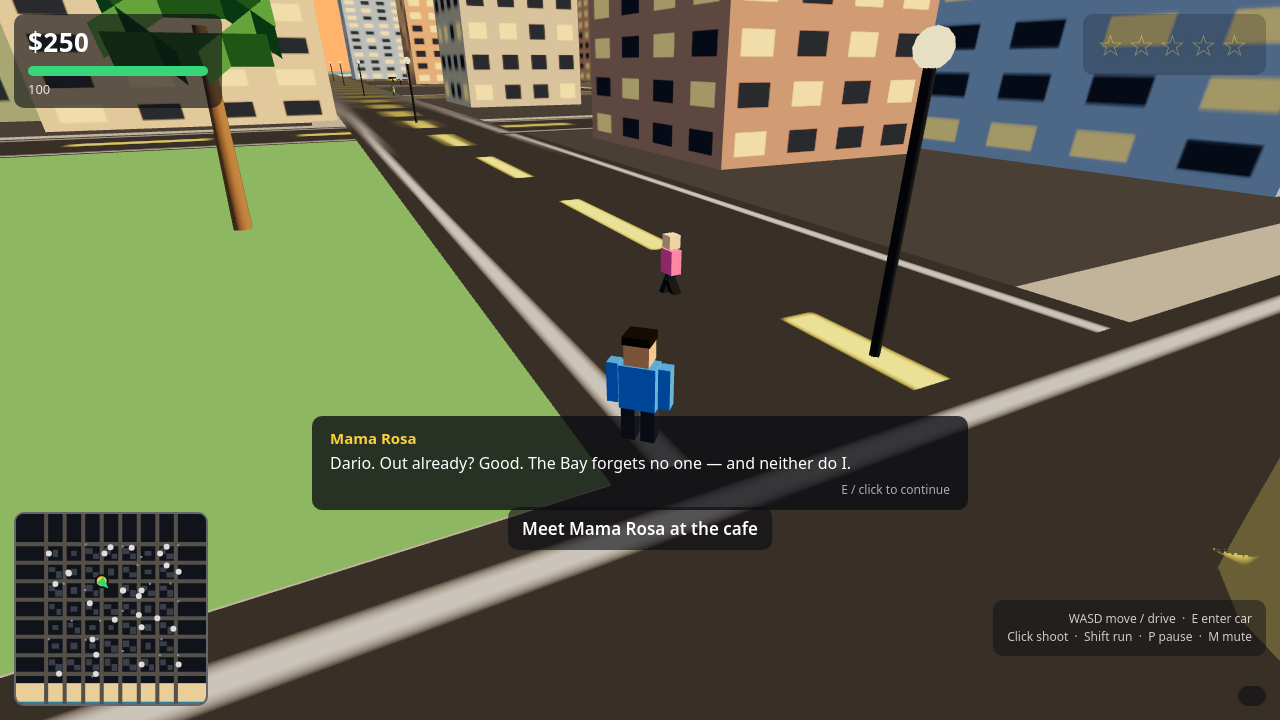 $250
100
☆ ☆ ☆ ☆ ☆
Mama Rosa
Dario. Out already? Good. The Bay forgets no one — and neither do I.
E / click to continue
Meet Mama Rosa at the cafe
WASD move / drive · E enter car
Click shoot · Shift run · P pause · M mute